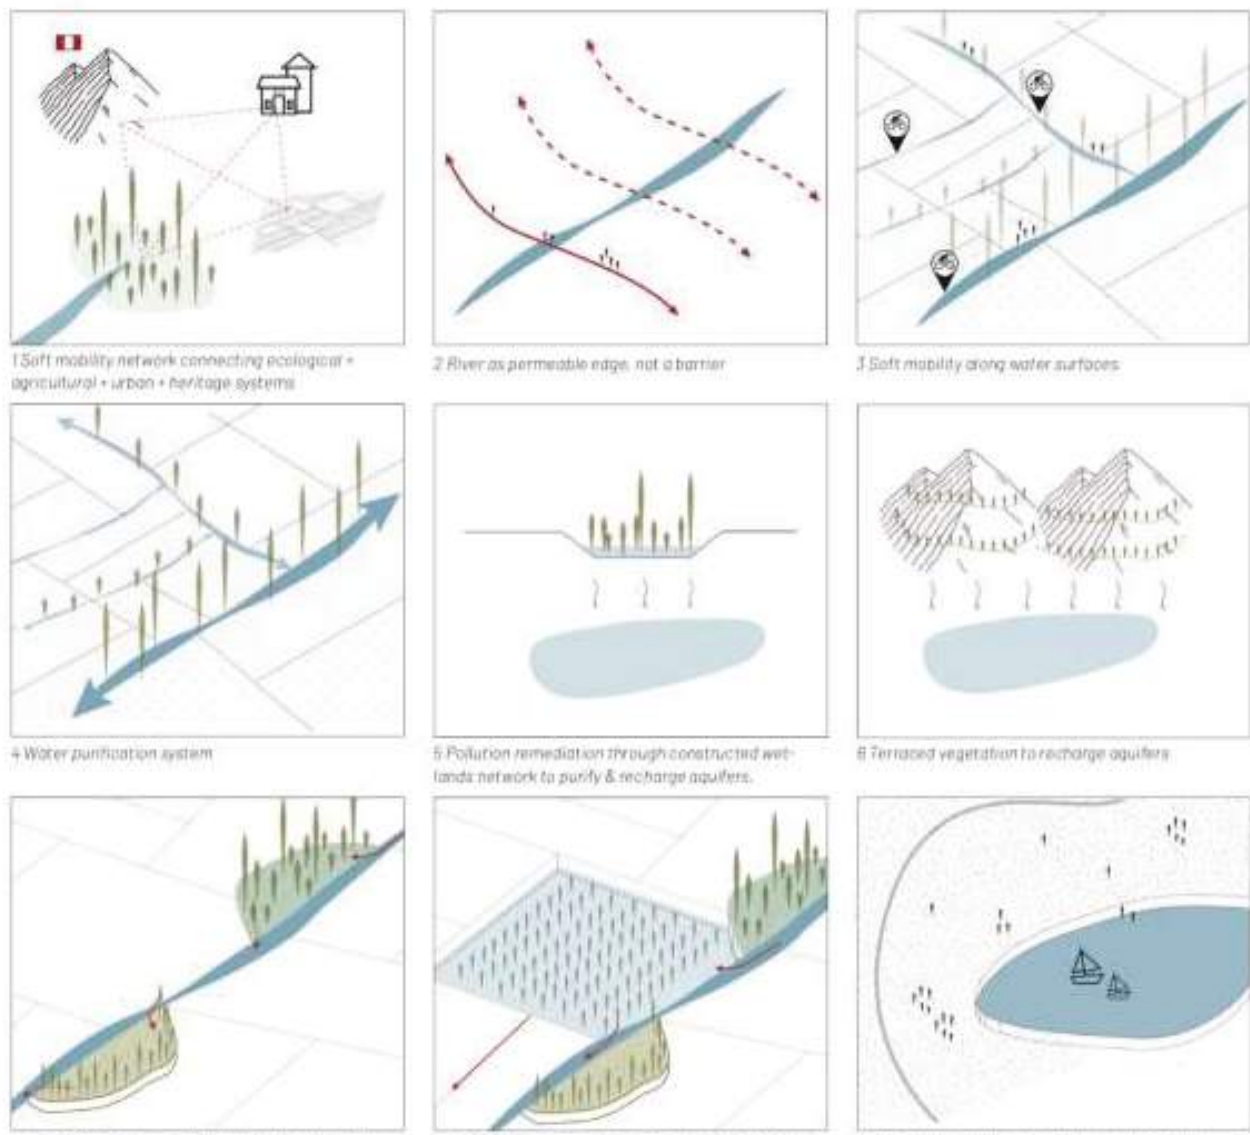 1 Soft mobility network connecting ecological +
agricultural + urban + heritage systems
2 River as permeable edge, not a barrier
3 Soft mobility along water surfaces
4 Water purification system
5 Pollution remediation through constructed wet-
lands network to purify & recharge aquifers.
6 Terraced vegetation to recharge aquifers